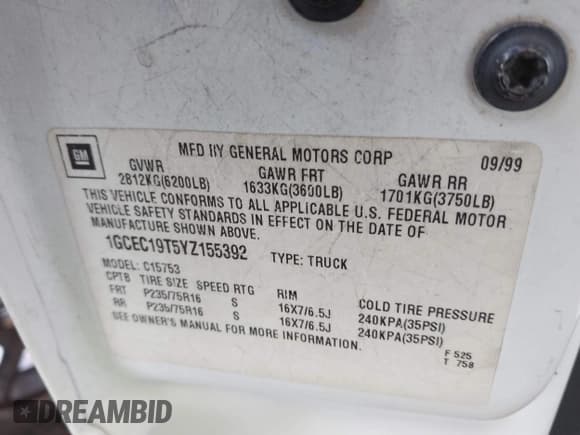 GM
MFD BY GENERAL MOTORS CORP 09/99
GVWR GAWR FRT GAWR RR
2812KG(6200LB) 1633KG(3600LB) 1701KG(3750LB)
THIS VEHICLE CONFORMS TO ALL APPLICABLE U.S. FEDERAL MOTOR
VEHICLE SAFETY STANDARDS IN EFFECT ON THE DATE OF
MANUFACTURE SHOWN ABOVE.
1GCEC19T5YZ155392 TYPE: TRUCK
MODEL: C15753
CPTB TIRE SIZE SPEED RTG RIM COLD TIRE PRESSURE
FRT P235/75R16 S 16X7/6.5J 240KPA(35PSI)
RR P235/75R16 S 16X7/6.5J 240KPA(35PSI)
SEE OWNER'S MANUAL FOR MORE INFORMATION.
F 525
T 758
DREAMBID